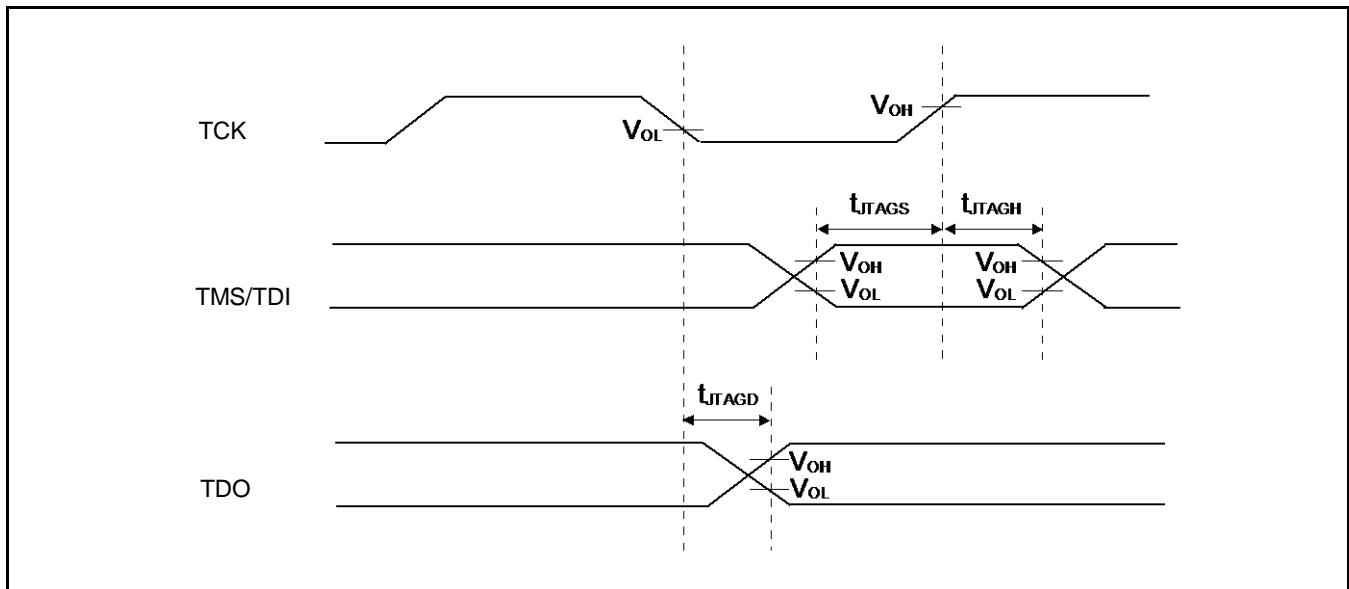 TCK
VOL
VOH
tJTAGS
tJTAGH
TMS/TDI
VOH
VOL
VOH
VOL
tJTAGD
TDO
VOH
VOL